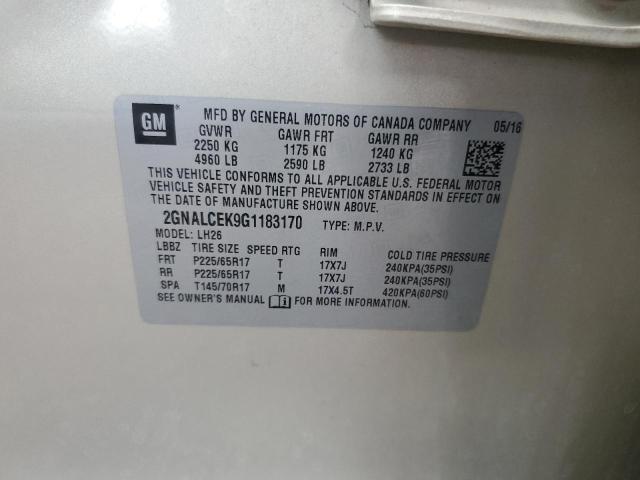 GM
MFD BY GENERAL MOTORS OF CANADA COMPANY 05/16
GVWR GAWR FRT GAWR RR
2250 KG 1175 KG 1240 KG
4960 LB 2590 LB 2733 LB
THIS VEHICLE CONFORMS TO ALL APPLICABLE U.S. FEDERAL MOTOR
VEHICLE SAFETY AND THEFT PREVENTION STANDARDS IN EFFECT ON
THE DATE OF MANUFACTURE SHOWN ABOVE.
2GNALCEK9G1183170 TYPE: M.P.V.
MODEL: LH26
LBBZ TIRE SIZE SPEED RTG RIM COLD TIRE PRESSURE
FRT P225/65R17 T 17X7J 240KPA(35PSI)
RR P225/65R17 T 17X7J 240KPA(35PSI)
SPA T145/70R17 M 17X4.5T 420KPA(60PSI)
SEE OWNER'S MANUAL FOR MORE INFORMATION.